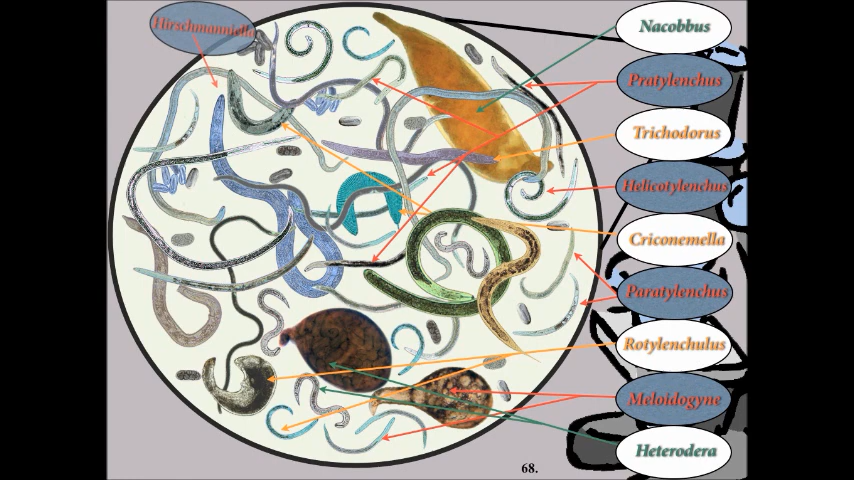 Hirschmanniella
Nacobbus
Pratylenchus
Trichodorus
Helicotylenchus
Criconemella
Paratylenchus
Rotylenchulus
Meloidogyne
Heterodera
68.